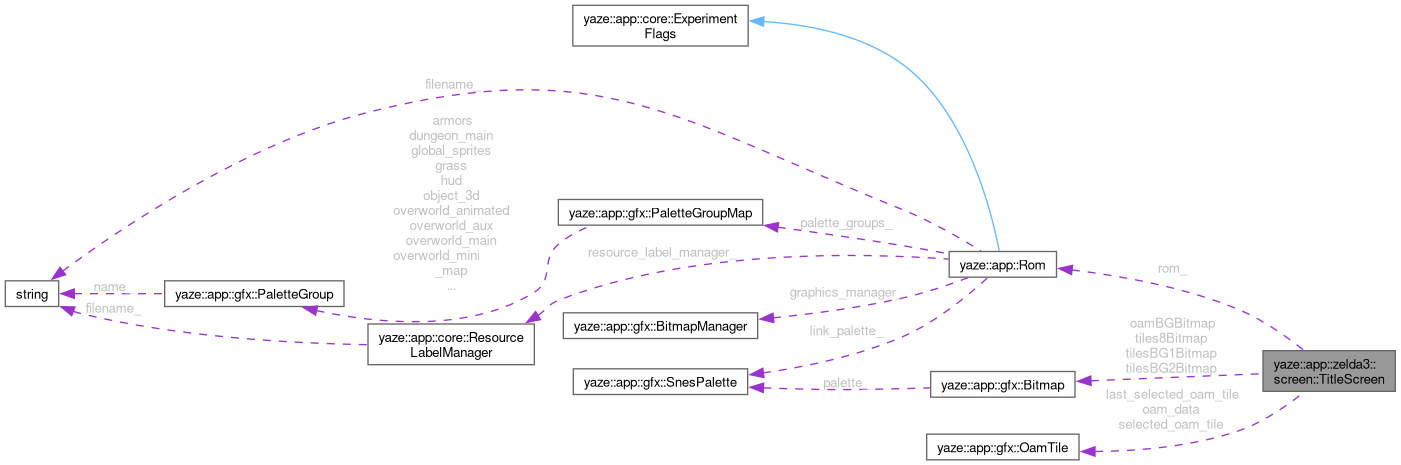 yaze::app::core::Experiment
Flags
filename_
armors
dungeon_main
global_sprites
grass
hud
object_3d
overworld_animated
overworld_aux
overworld_main
overworld_mini
_map
...
yaze::app::gfx::PaletteGroupMap
palette_groups_
resource_label_manager_
yaze::app::Rom
rom_
string
name_
yaze::app::gfx::PaletteGroup
filename_
graphics_manager_
yaze::app::gfx::BitmapManager
yaze::app::core::Resource
LabelManager
link_palette_
oamBGBitmap
tiles8Bitmap
tilesBG1Bitmap
tilesBG2Bitmap
yaze::app::zelda3::
screen::TitleScreen
yaze::app::gfx::SnesPalette
palette_
yaze::app::gfx::Bitmap
last_selected_oam_tile
oam_data
selected_oam_tile
yaze::app::gfx::OamTile